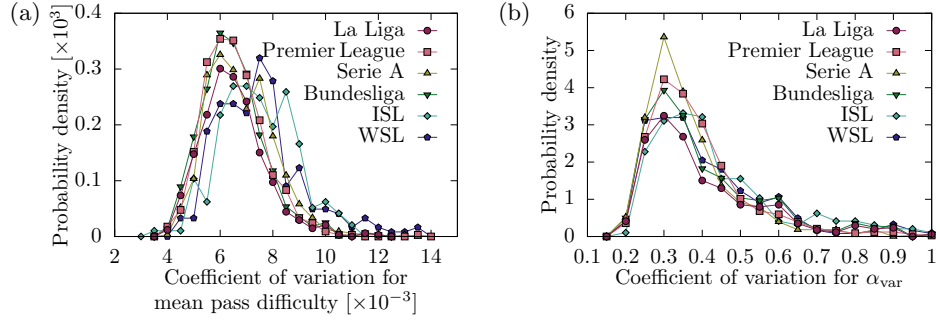 (a)
Probability density [×10³]
0.4
0.3
0.2
0.1
0
La Liga
Premier League
Serie A
Bundesliga
ISL
WSL
4 6 8 10 12 14
Coefficient of variation for
mean pass difficulty [×10⁻³]
(b)
Probability density
6
5
4
3
2
1
0
La Liga
Premier League
Serie A
Bundesliga
ISL
WSL
0.1 0.2 0.3 0.4 0.5 0.6 0.7 0.8 0.9 1
Coefficient of variation for α_var